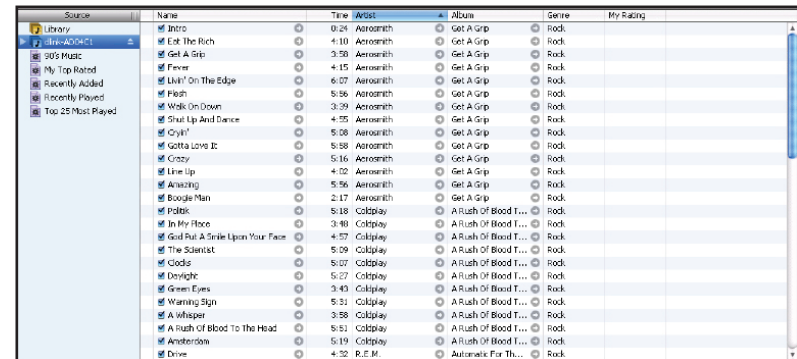 Source Name Time Artist Album Genre My Rating
Library
dlink-ADD4C1
90's Music
My Top Rated
Recently Added
Recently Played
Top 25 Most Played
Intro 0:24 Aerosmith Get A Grip Rock
Eat The Rich 4:10 Aerosmith Get A Grip Rock
Get A Grip 3:58 Aerosmith Get A Grip Rock
Fever 4:15 Aerosmith Get A Grip Rock
Livin' On The Edge 6:07 Aerosmith Get A Grip Rock
Flesh 5:56 Aerosmith Get A Grip Rock
Walk On Down 3:39 Aerosmith Get A Grip Rock
Shut Up And Dance 4:55 Aerosmith Get A Grip Rock
Cryin' 5:08 Aerosmith Get A Grip Rock
Gotta Love It 5:58 Aerosmith Get A Grip Rock
Crazy 5:16 Aerosmith Get A Grip Rock
Line Up 4:02 Aerosmith Get A Grip Rock
Amazing 5:56 Aerosmith Get A Grip Rock
Boogie Man 2:17 Aerosmith Get A Grip Rock
Politik 5:18 Coldplay A Rush Of Blood T... Rock
In My Place 3:48 Coldplay A Rush Of Blood T... Rock
God Put A Smile Upon Your Face 4:57 Coldplay A Rush Of Blood T... Rock
The Scientist 5:09 Coldplay A Rush Of Blood T... Rock
Clocks 5:07 Coldplay A Rush Of Blood T... Rock
Daylight 5:27 Coldplay A Rush Of Blood T... Rock
Green Eyes 3:43 Coldplay A Rush Of Blood T... Rock
Warning Sign 5:31 Coldplay A Rush Of Blood T... Rock
A Whisper 3:58 Coldplay A Rush Of Blood T... Rock
A Rush Of Blood To The Head 5:51 Coldplay A Rush Of Blood T... Rock
Amsterdam 5:19 Coldplay A Rush Of Blood T... Rock
Drive 4:32 R.E.M. Automatic For Th... Rock